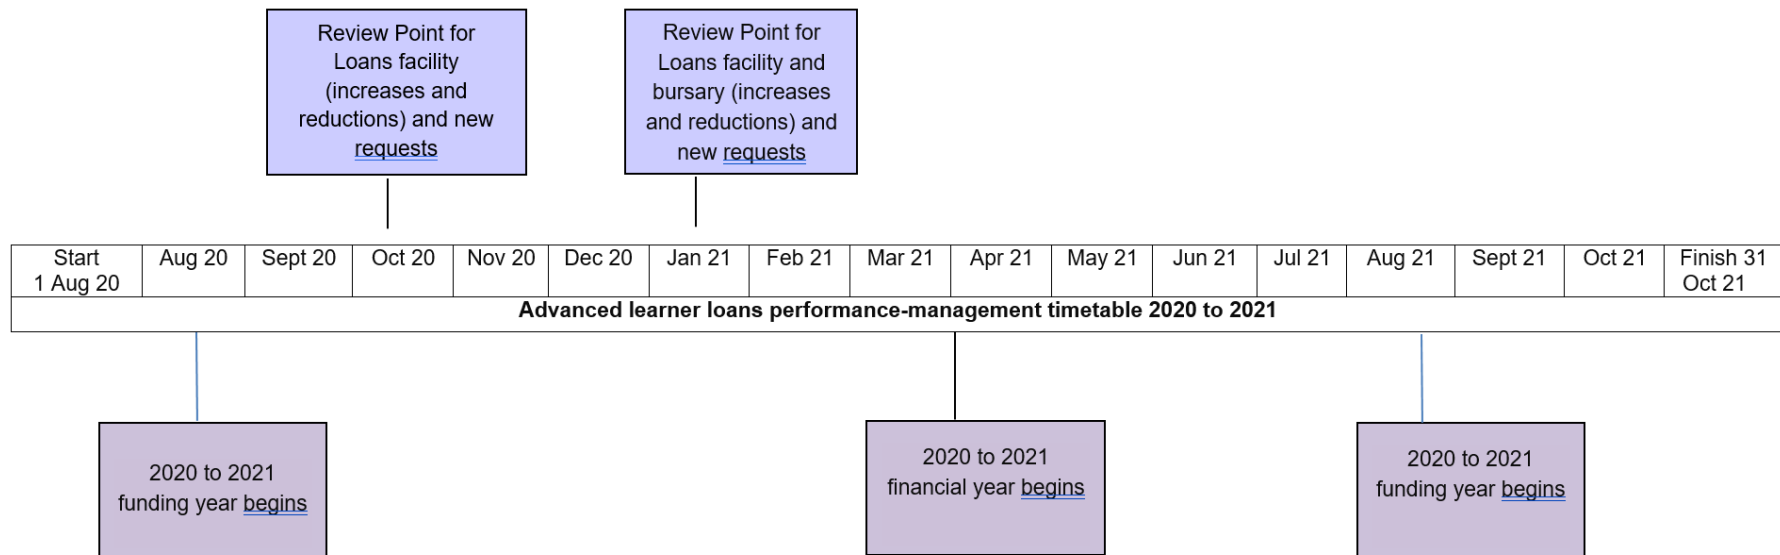 Review Point for
Loans facility
(increases and
reductions) and new
requests
Review Point for
Loans facility and
bursary (increases
and reductions) and
new requests
Start
1 Aug 20
Aug 20
Sept 20
Oct 20
Nov 20
Dec 20
Jan 21
Feb 21
Mar 21
Apr 21
May 21
Jun 21
Jul 21
Aug 21
Sept 21
Oct 21
Finish 31
Oct 21
Advanced learner loans performance-management timetable 2020 to 2021
2020 to 2021
funding year begins
2020 to 2021
financial year begins
2020 to 2021
funding year begins